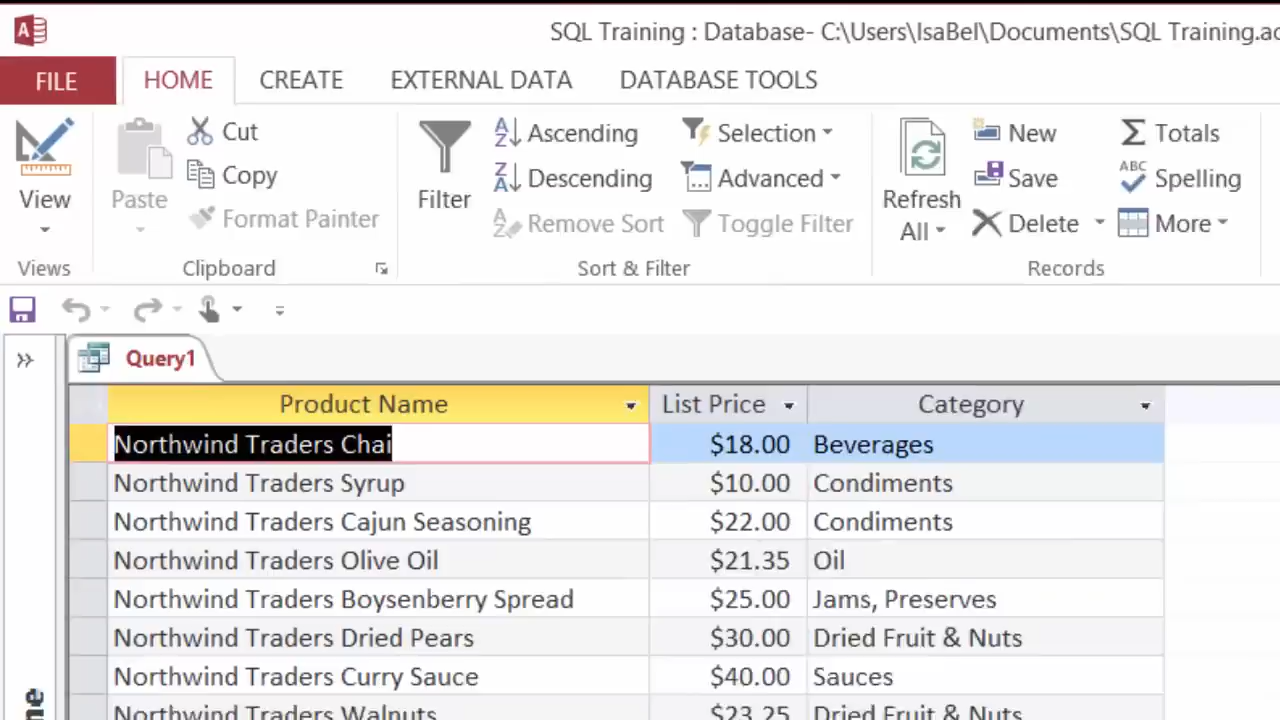 SQL Training : Database- C:\Users\IsaBel\Documents\SQL Training.ac
FILE HOME CREATE EXTERNAL DATA DATABASE TOOLS
View
Views
Paste
Cut
Copy
Format Painter
Clipboard
Filter
Ascending
Descending
Remove Sort
Selection
Advanced
Toggle Filter
Sort & Filter
Refresh
All
New
Save
Delete
Totals
Spelling
More
Records
Query1
Product Name List Price Category
Northwind Traders Chai $18.00 Beverages
Northwind Traders Syrup $10.00 Condiments
Northwind Traders Cajun Seasoning $22.00 Condiments
Northwind Traders Olive Oil $21.35 Oil
Northwind Traders Boysenberry Spread $25.00 Jams, Preserves
Northwind Traders Dried Pears $30.00 Dried Fruit & Nuts
Northwind Traders Curry Sauce $40.00 Sauces
Northwind Traders Walnuts $23.25 Dried Fruit & Nuts